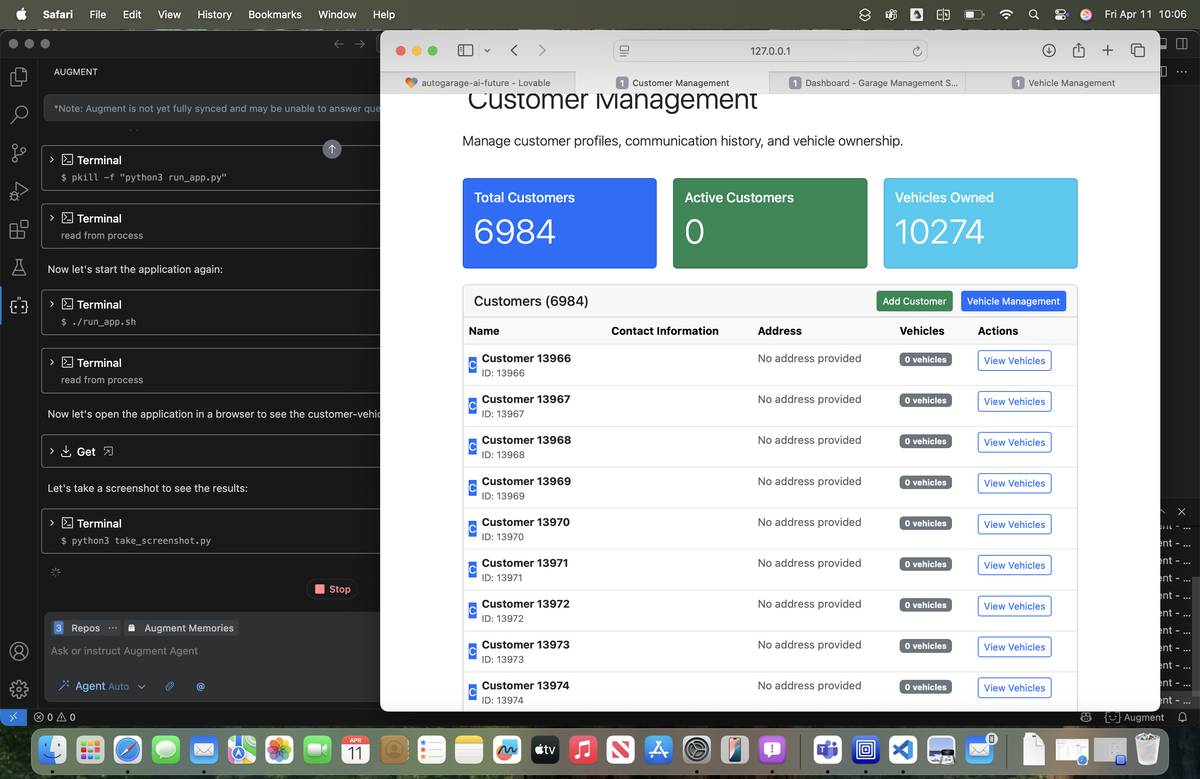 Safari File Edit View History Bookmarks Window Help Fri Apr 11 10:06
AUGMENT
*Note: Augment is not yet fully synced and may be unable to answer que
Terminal
$ pkill -f "python3 run_app.py"
Terminal
read from process
Now let's start the application again:
Terminal
$ ./run_app.sh
Terminal
read from process
Now let's open the application in a browser to see the customer-vehic
Get
Let's take a screenshot to see the results:
Terminal
$ python3 take_screenshot.py
Stop
3 Repos ... Augment Memories
Ask or instruct Augment Agent
Agent Auto @
0 0
127.0.0.1
autogarage-ai-future - Lovable
1 Customer Management
1 Dashboard - Garage Management S...
1 Vehicle Management
Customer Management
Manage customer profiles, communication history, and vehicle ownership.
Total Customers
6984
Active Customers
0
Vehicles Owned
10274
Customers (6984) Add Customer Vehicle Management
Name Contact Information Address Vehicles Actions
C Customer 13966 No address provided 0 vehicles View Vehicles
ID: 13966
C Customer 13967 No address provided 0 vehicles View Vehicles
ID: 13967
C Customer 13968 No address provided 0 vehicles View Vehicles
ID: 13968
C Customer 13969 No address provided 0 vehicles View Vehicles
ID: 13969
C Customer 13970 No address provided 0 vehicles View Vehicles
ID: 13970
C Customer 13971 No address provided 0 vehicles View Vehicles
ID: 13971
C Customer 13972 No address provided 0 vehicles View Vehicles
ID: 13972
C Customer 13973 No address provided 0 vehicles View Vehicles
ID: 13973
C Customer 13974 No address provided 0 vehicles View Vehicles
ID: 13974
ent - ...
ent - ...
ent - ...
ent - ...
ent - ...
ent - ...
ent - ...
ent - ...
ent - ...
ent - ...
Augment
APR
11
tv